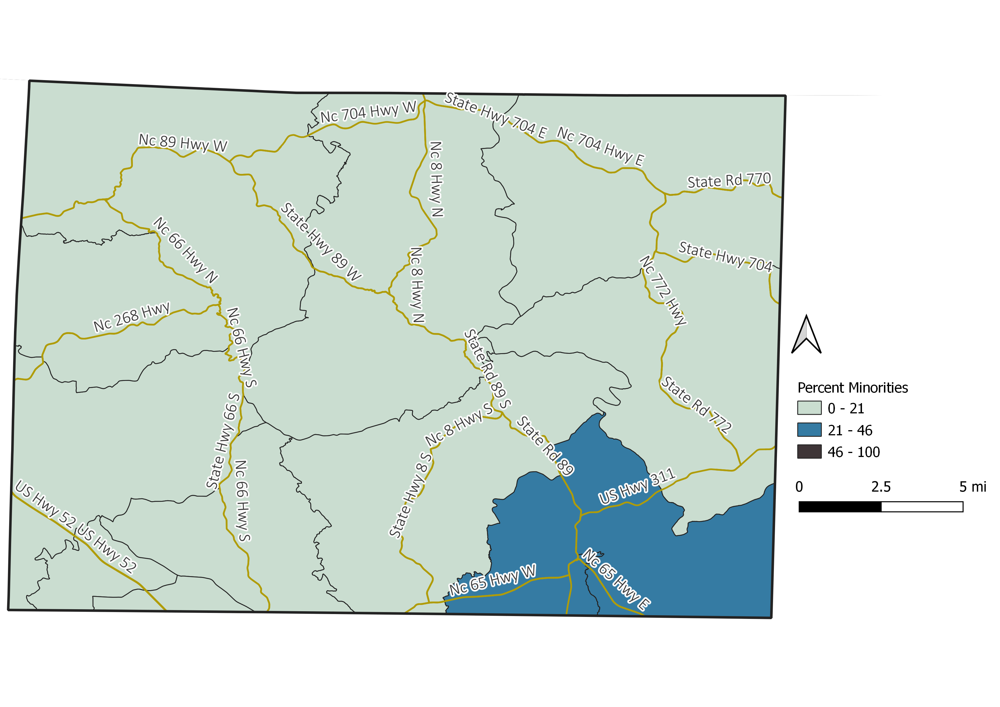 State Hwy 704 E
Nc 704 Hwy W
Nc 89 Hwy W
Nc 704 Hwy E
Nc 8 Hwy N
State Rd 770
State Hwy 89 W
Nc 66 Hwy N
State Hwy 704
Nc 8 Hwy N
Nc 772 Hwy
Nc 268 Hwy
Nc 66 Hwy S
State Rd 89 S
State Rd 772
State Hwy 66 S
Nc 8 Hwy S
State Rd 89
State Hwy 8 S
Nc 66 Hwy S
US Hwy 311
US Hwy 52
US Hwy 52
Nc 65 Hwy W
Nc 65 Hwy E
Percent Minorities
0 - 21
21 - 46
46 - 100
0 2.5 5 mi